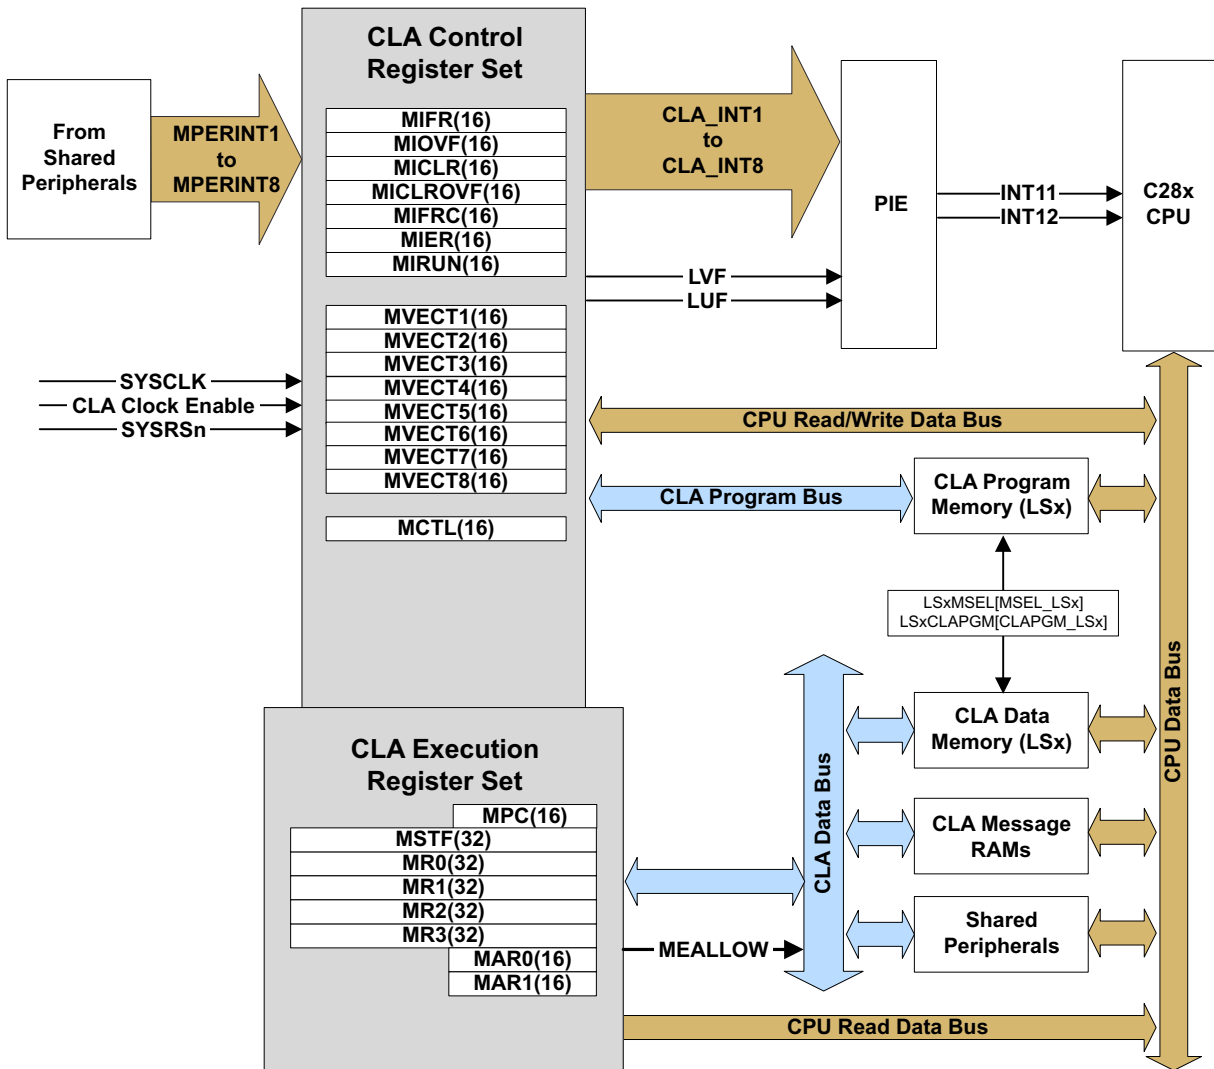 CLA Control
Register Set
From
Shared
Peripherals
MPERINT1
to
MPERINT8
MIFR(16)
MIOVF(16)
MICLR(16)
MICLROVF(16)
MIFRC(16)
MIER(16)
MIRUN(16)
CLA_INT1
to
CLA_INT8
PIE
INT11
INT12
C28x
CPU
LVF
LUF
MVECT1(16)
MVECT2(16)
MVECT3(16)
MVECT4(16)
MVECT5(16)
MVECT6(16)
MVECT7(16)
MVECT8(16)
SYSCLK
CLA Clock Enable
SYSRSn
CPU Read/Write Data Bus
CLA Program Bus
CLA Program
Memory (LSx)
MCTL(16)
LSxMSEL[MSEL_LSx]
LSxCLAPGM[CLAPGM_LSx]
CPU Data Bus
CLA Data Bus
CLA Data
Memory (LSx)
CLA Message
RAMs
Shared
Peripherals
CLA Execution
Register Set
MPC(16)
MSTF(32)
MR0(32)
MR1(32)
MR2(32)
MR3(32)
MAR0(16)
MAR1(16)
MEALLOW
CPU Read Data Bus